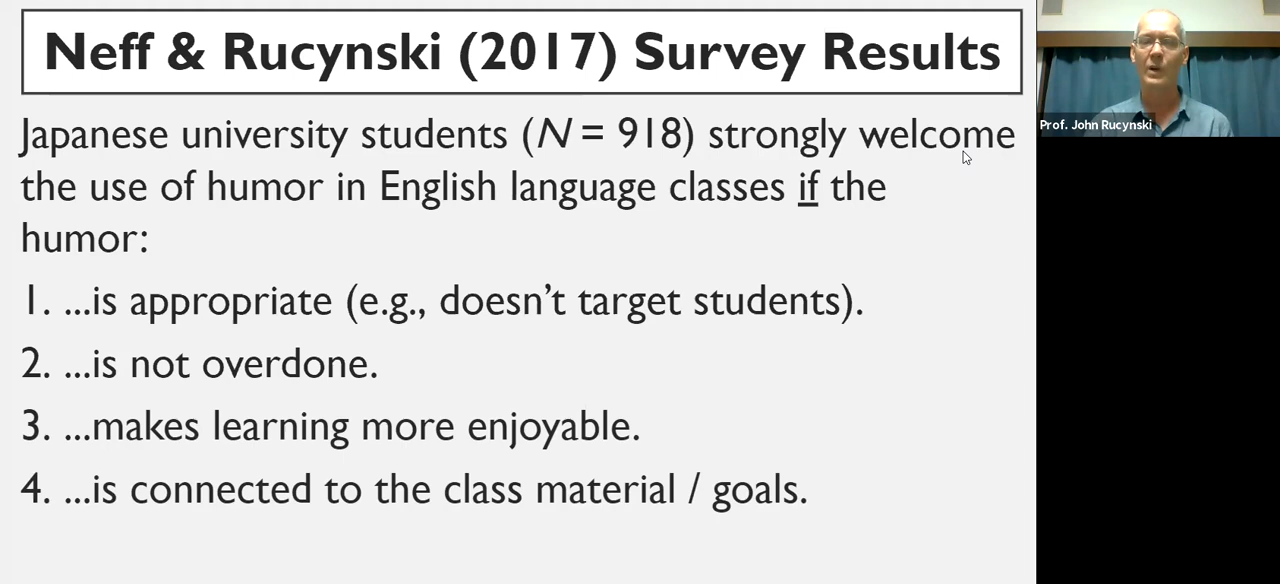 Neff & Rucynski (2017) Survey Results
Japanese university students (N = 918) strongly welcome
the use of humor in English language classes if the
humor:
1. ...is appropriate (e.g., doesn’t target students).
2. ...is not overdone.
3. ...makes learning more enjoyable.
4. ...is connected to the class material / goals.
Prof. John Rucynski